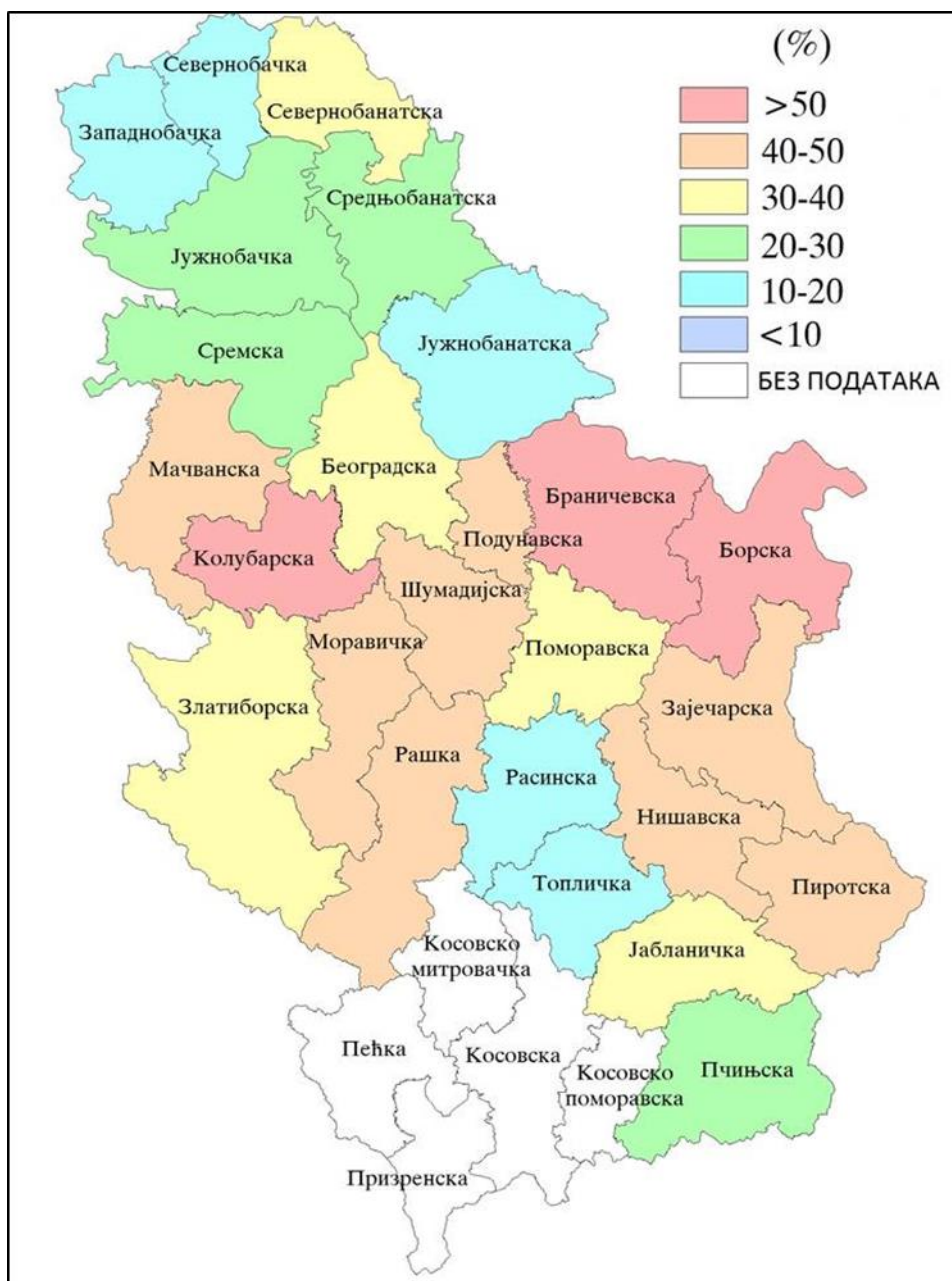 (%)
>50
40-50
30-40
20-30
10-20
<10
БЕЗ ПОДАТАКА
Севернобачка
Севернобанатска
Западнобачка
Средњобанатска
Јужнобачка
Јужнобанатска
Сремска
Мачванска
Београдска
Браничевска
Подунавска
Борска
Колубарска
Шумадијска
Моравичка
Поморавска
Златиборска
Зајечарска
Рашка
Расинска
Нишавска
Топличка
Пиротска
Косовско
митровачка
Јабланичка
Пећка
Косовска
Косовско
поморавска
Пчињска
Призренска